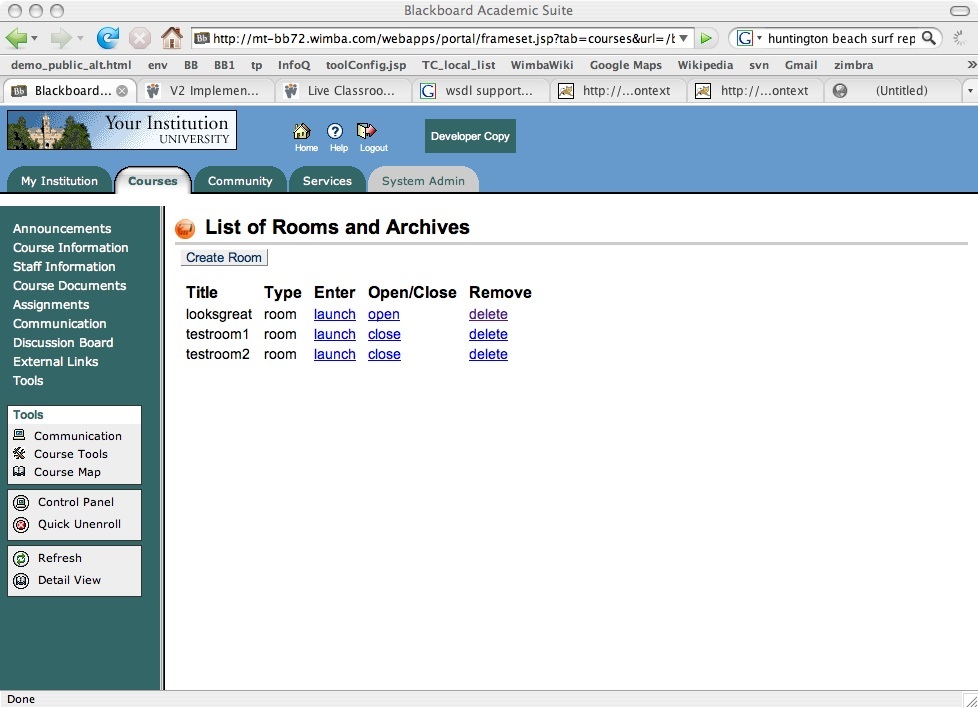 Blackboard Academic Suite
http://mt-bb72.wimba.com/webapps/portal/frameset.jsp?tab=courses&url=/b
huntington beach surf rep
demo_public_alt.html env BB BB1 tp InfoQ toolConfig.jsp TC_local_list WimbaWiki Google Maps Wikipedia svn Gmail zimbra »
Blackboard... V2 Implemen... Live Classroo... wsdl support... http://...ontext http://...ontext (Untitled)
Your Institution
UNIVERSITY
Home Help Logout
Developer Copy
My Institution Courses Community Services System Admin
Announcements
Course Information
Staff Information
Course Documents
Assignments
Communication
Discussion Board
External Links
Tools
Tools
Communication
Course Tools
Course Map
Control Panel
Quick Unenroll
Refresh
Detail View
List of Rooms and Archives
Create Room
Title Type Enter Open/Close Remove
looksgreat room launch open delete
testroom1 room launch close delete
testroom2 room launch close delete
Done